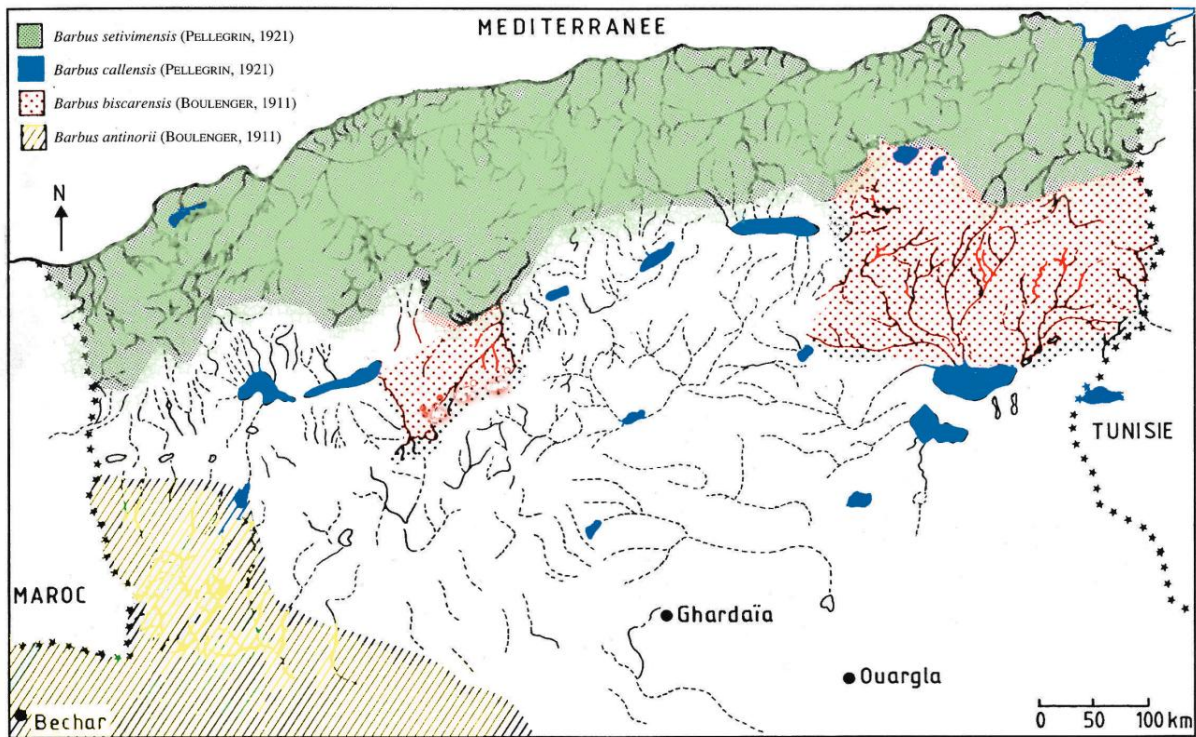 MEDITERRANEE
Barbus setivimensis (PELLEGRIN, 1921)
Barbus callensis (PELLEGRIN, 1921)
Barbus biscarensis (BOULENGER, 1911)
Barbus antinorii (BOULENGER, 1911)
N
TUNISIE
MAROC
Ghardaïa
Ouargla
Bechar
0 50 100 km